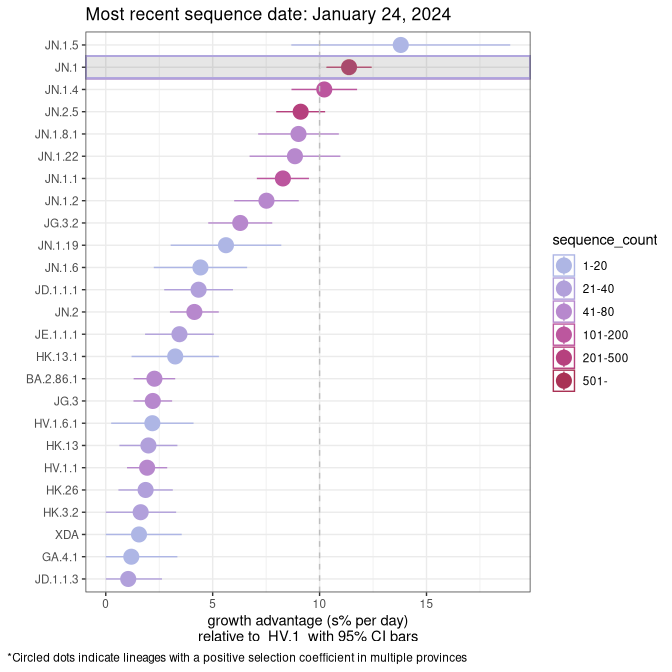 Most recent sequence date: January 24, 2024
JN.1.5
JN.1
JN.1.4
JN.2.5
JN.1.8.1
JN.1.22
JN.1.1
JN.1.2
JG.3.2
JN.1.19
JN.1.6
JD.1.1.1
JN.2
JE.1.1.1
HK.13.1
BA.2.86.1
JG.3
HV.1.6.1
HK.13
HV.1.1
HK.26
HK.3.2
XDA
GA.4.1
JD.1.1.3
0 5 10 15
growth advantage (s% per day)
relative to HV.1 with 95% CI bars
sequence_count
1-20
21-40
41-80
101-200
201-500
501-
*Circled dots indicate lineages with a positive selection coefficient in multiple provinces